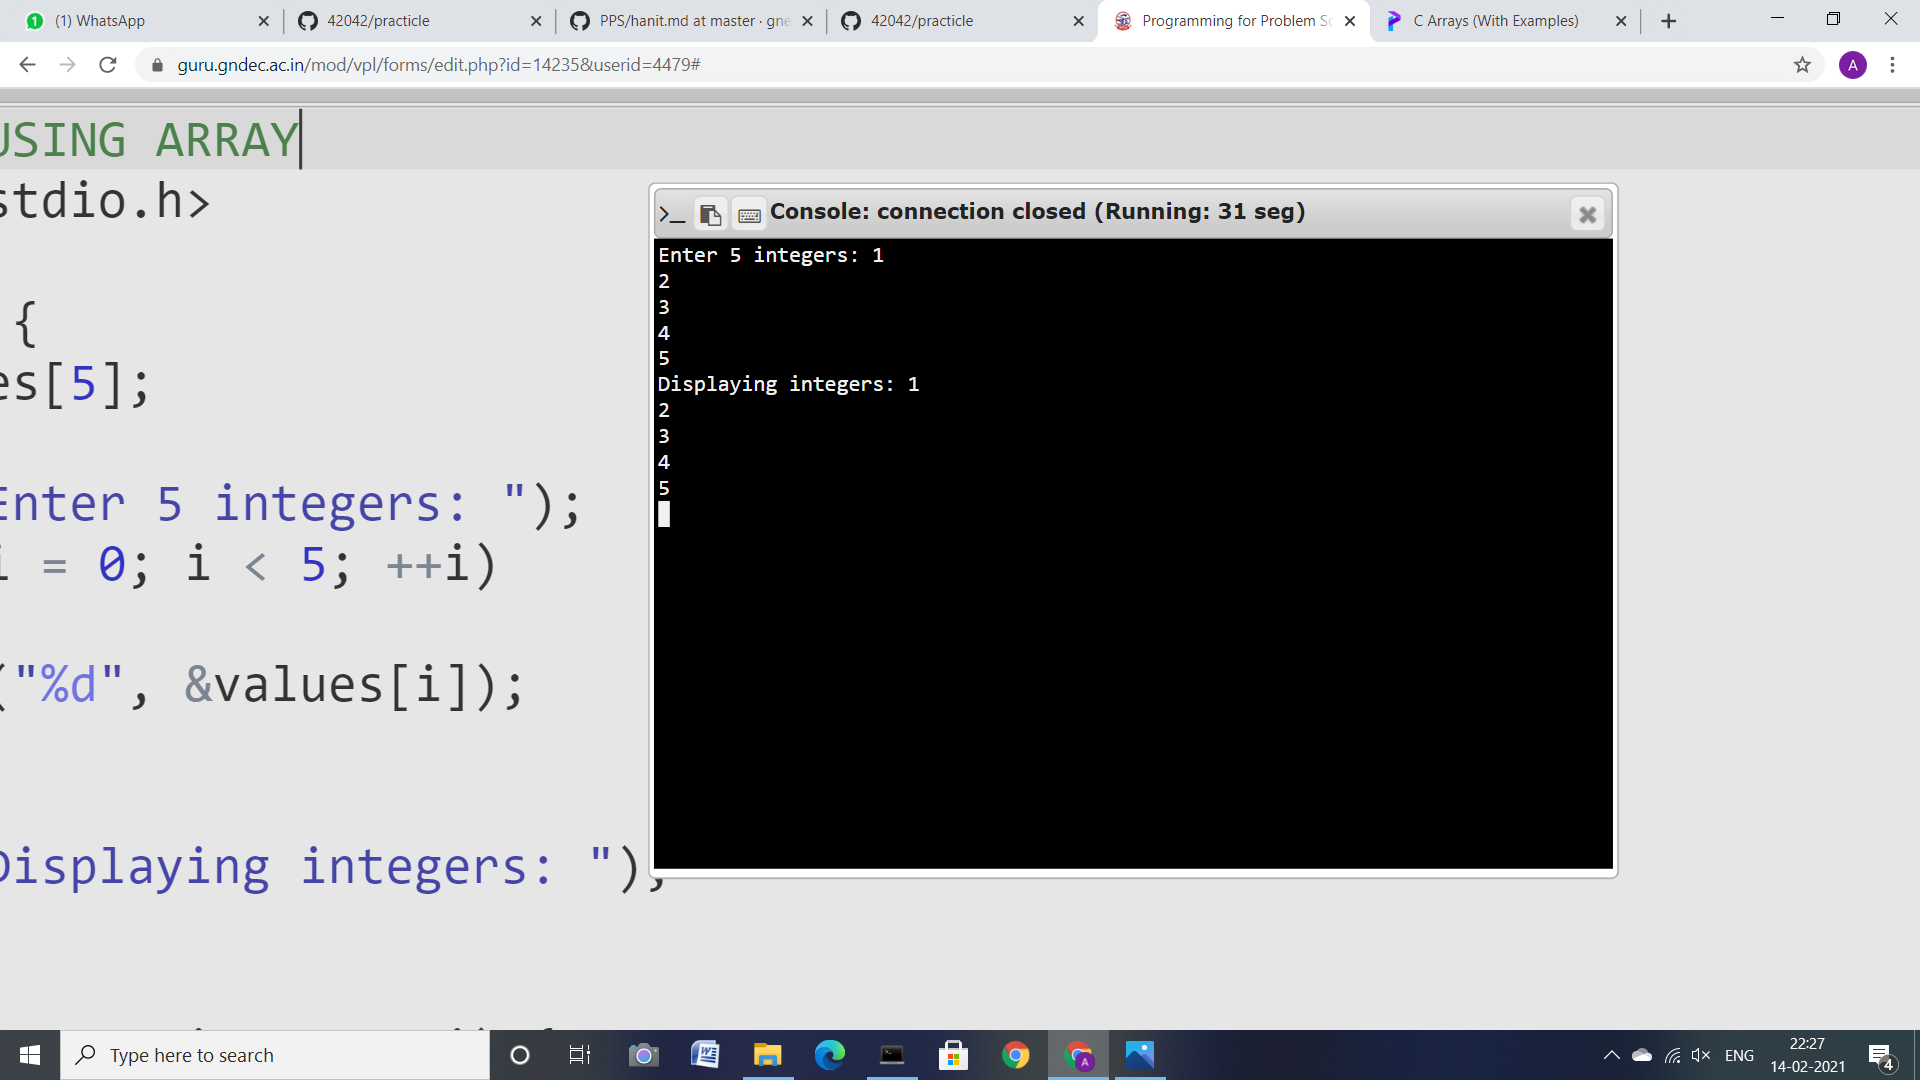 (1) WhatsApp
42042/practicle
PPS/hanit.md at master · gne
42042/practicle
Programming for Problem So
C Arrays (With Examples)
guru.gndec.ac.in/mod/vpl/forms/edit.php?id=14235&userid=4479#
A
USING ARRAY
stdio.h>
{
es[5];
Enter 5 integers: ");
i = 0; i < 5; ++i)
("%d", &values[i]);
Displaying integers: ");
>_ Console: connection closed (Running: 31 seg)
Enter 5 integers: 1
2
3
4
5
Displaying integers: 1
2
3
4
5
Type here to search
ENG
22:27
14-02-2021
4